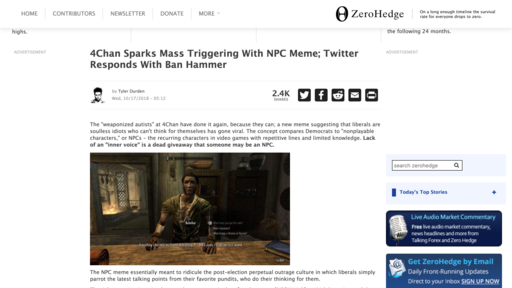 HOME
CONTRIBUTORS
NEWSLETTER
DONATE
MORE
ZeroHedge
On a long enough timeline the survival
rate for everyone drops to zero.
highs.
the following 24 months.
ADVERTISEMENT
ADVERTISEMENT
4Chan Sparks Mass Triggering With NPC Meme; Twitter
Responds With Ban Hammer
by Tyler Durden
Wed, 10/17/2018 - 05:12
2.4K
SHARES
The "weaponized autists" at 4Chan have done it again, because they can; a new meme suggesting that liberals are
soulless idiots who can't think for themselves has gone viral. The concept compares Democrats to "nonplayable
characters," or NPCs - the recurring characters in video games with repetitive lines and limited knowledge. Lack
of an "inner voice" is a dead giveaway that someone may be an NPC.
search zerohedge
Today's Top Stories
+
Live Audio Market Commentary
Free live audio market commentary,
news headlines and more from
Talking Forex and Zero Hedge
Get ZeroHedge by Email
Daily Front-Running Updates
Direct to Your Inbox SIGN UP NOW
The NPC meme essentially meant to ridicule the post-election perpetual outrage culture in which liberals simply
parrot the latest talking points from their favorite pundits, who do their thinking for them.